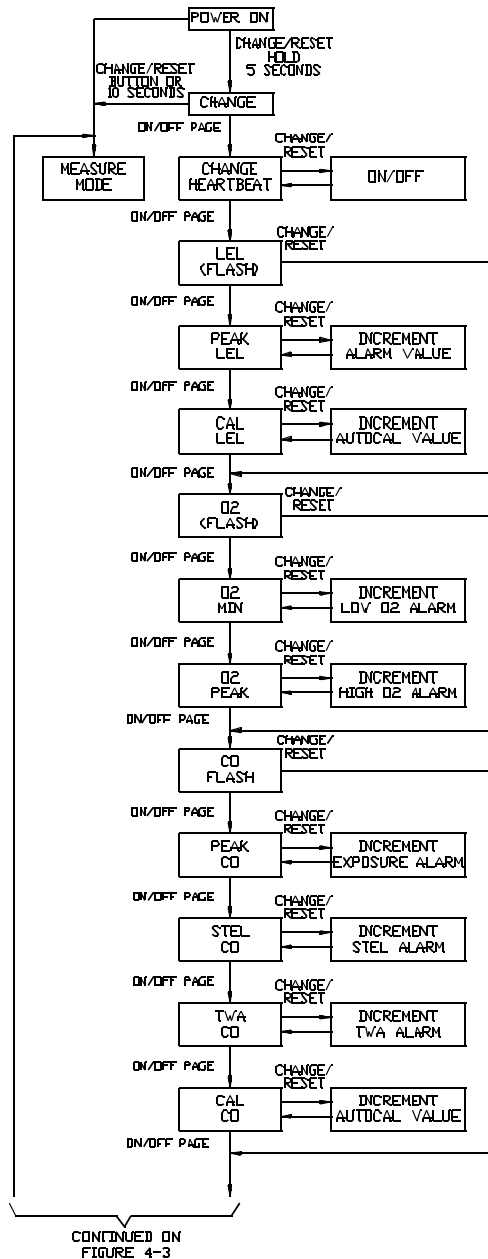 POWER ON
CHANGE/RESET
HOLD
5 SECONDS
CHANGE/RESET
BUTTON OR
10 SECONDS
CHANGE
ON/OFF PAGE
MEASURE
MODE
CHANGE
HEARTBEAT
CHANGE/
RESET
ON/OFF
ON/OFF PAGE
LEL
(FLASH)
CHANGE/
RESET
ON/OFF PAGE
PEAK
LEL
CHANGE/
RESET
INCREMENT
ALARM VALUE
ON/OFF PAGE
CAL
LEL
CHANGE/
RESET
INCREMENT
AUTOCAL VALUE
ON/OFF PAGE
O2
(FLASH)
CHANGE/
RESET
ON/OFF PAGE
O2
MIN
CHANGE/
RESET
INCREMENT
LOW O2 ALARM
ON/OFF PAGE
O2
PEAK
CHANGE/
RESET
INCREMENT
HIGH O2 ALARM
ON/OFF PAGE
CO
FLASH
CHANGE/
RESET
ON/OFF PAGE
PEAK
CO
CHANGE/
RESET
INCREMENT
EXPOSURE ALARM
ON/OFF PAGE
STEL
CO
CHANGE/
RESET
INCREMENT
STEL ALARM
ON/OFF PAGE
TWA
CO
CHANGE/
RESET
INCREMENT
TWA ALARM
ON/OFF PAGE
CAL
CO
CHANGE/
RESET
INCREMENT
AUTOCAL VALUE
ON/OFF PAGE
CONTINUED ON
FIGURE 4-3